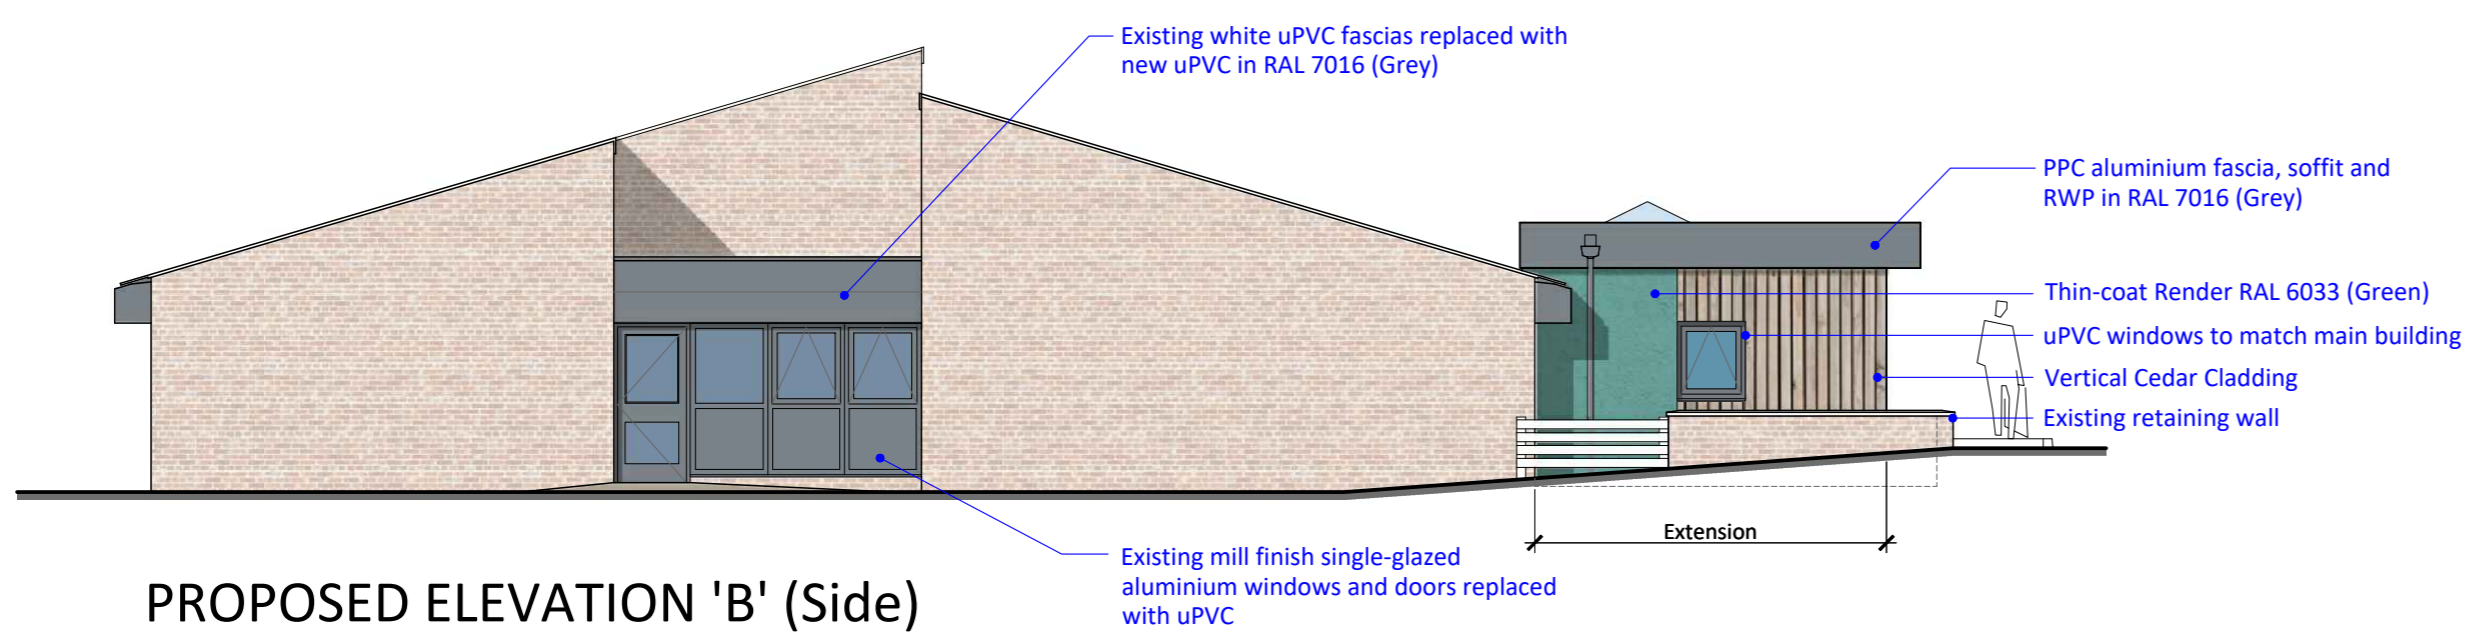 Existing white uPVC fascias replaced with
new uPVC in RAL 7016 (Grey)
PPC aluminium fascia, soffit and
RWP in RAL 7016 (Grey)
Thin-coat Render RAL 6033 (Green)
uPVC windows to match main building
Vertical Cedar Cladding
Existing retaining wall
Extension
Existing mill finish single-glazed
aluminium windows and doors replaced
with uPVC
PROPOSED ELEVATION 'B' (Side)